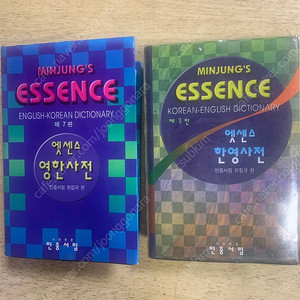 MINJUNG'S
ESSENCE
ENGLISH-KOREAN DICTIONARY
제 7 판
엣센스
영한사전
민중서림 편집국 편
민중서림
MINJUNG'S
ESSENCE
KOREAN-ENGLISH DICTIONARY
제 3 판
엣센스
한영사전
민중서림 편집국 편
민중서림